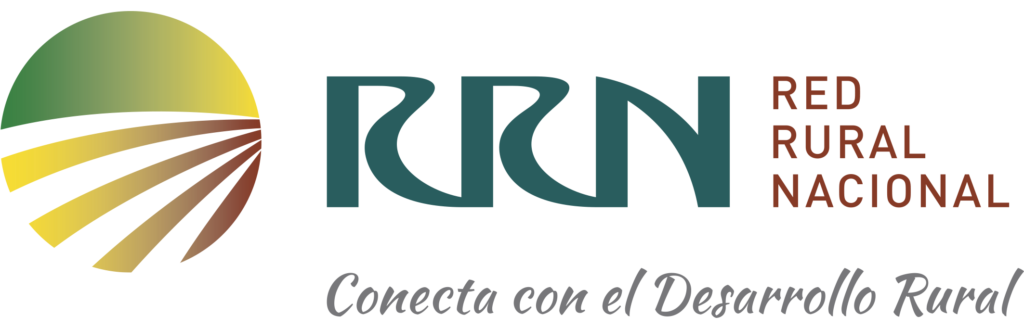 RRN
RED
RURAL
NACIONAL
Conecta con el Desarrollo Rural